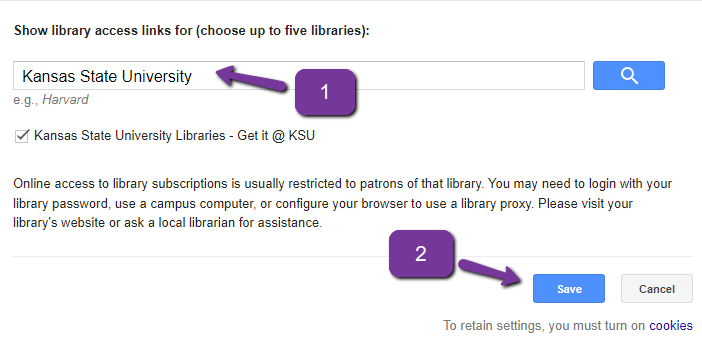 Show library access links for (choose up to five libraries):
Kansas State University
1
e.g., Harvard
Kansas State University Libraries - Get it @ KSU
Online access to library subscriptions is usually restricted to patrons of that library. You may need to login with your
library password, use a campus computer, or configure your browser to use a library proxy. Please visit your
library's website or ask a local librarian for assistance.
2
Save
Cancel
To retain settings, you must turn on cookies